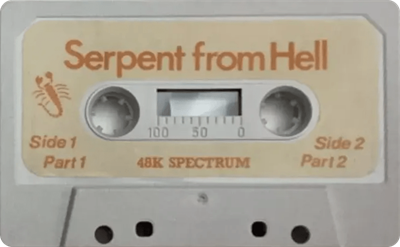 Serpent from Hell
Side 1
Part 1
100 50 0
48K SPECTRUM
Side 2
Part 2